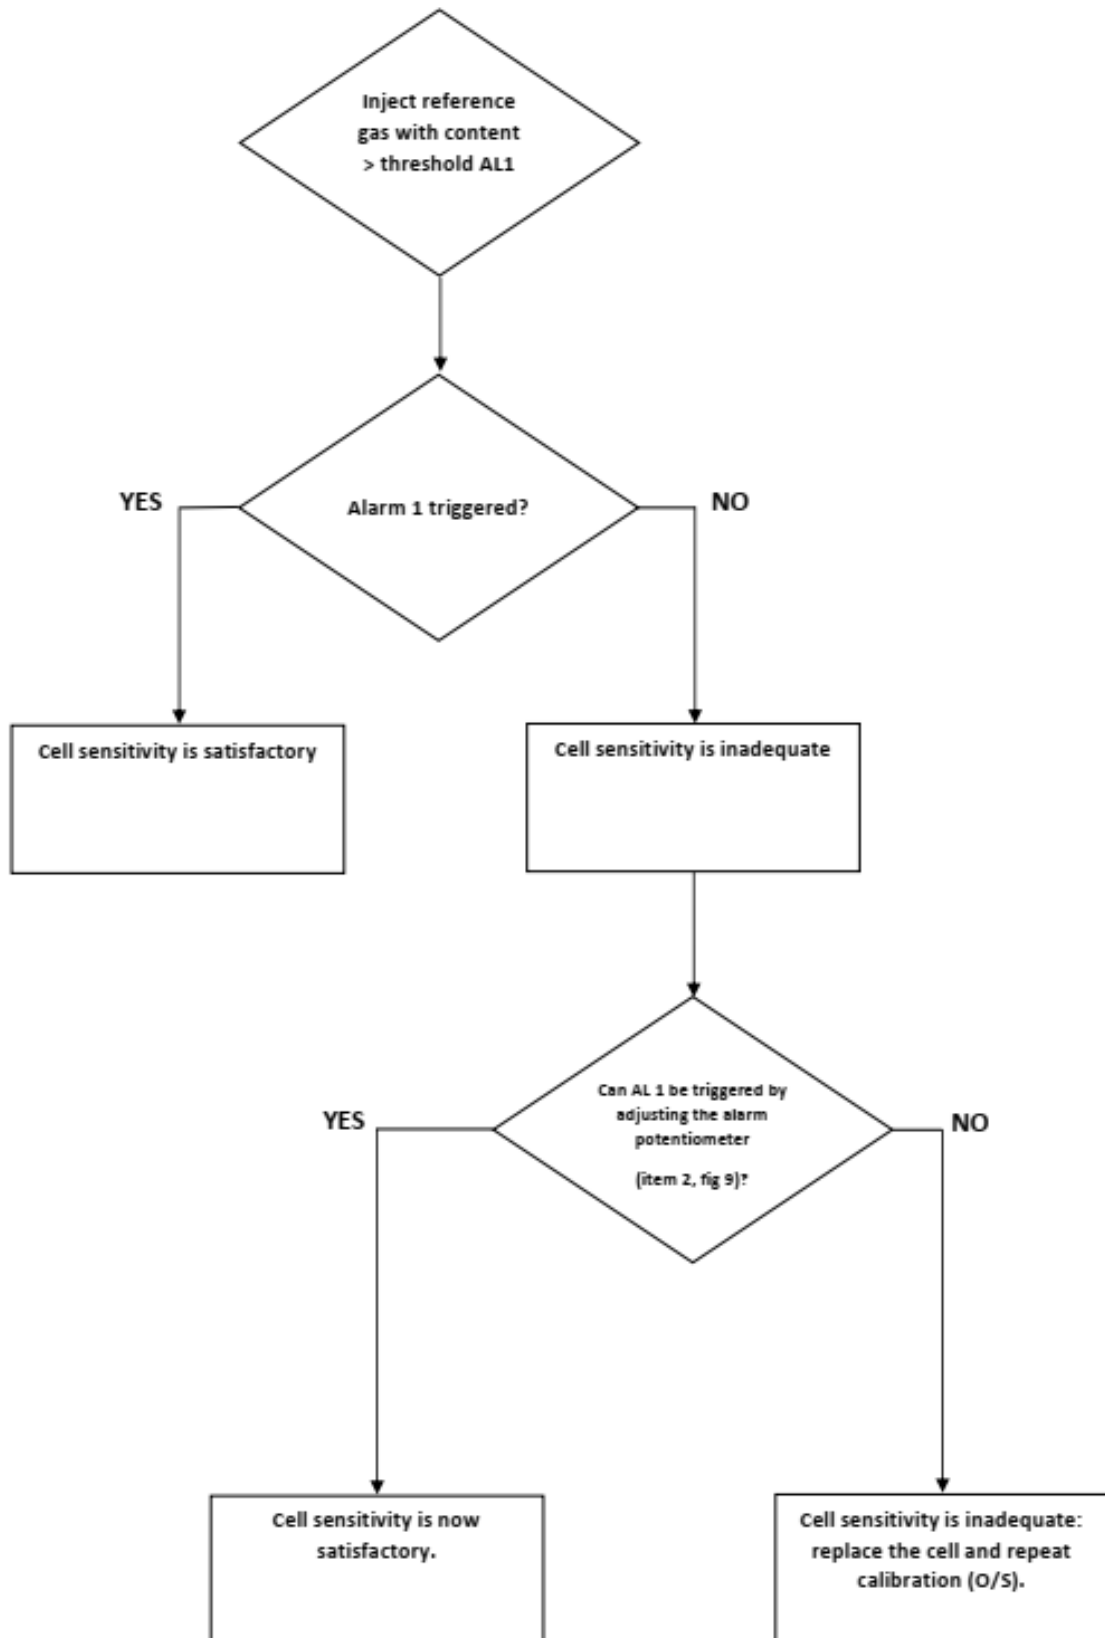 Inject reference
gas with content
> threshold AL1
YES
Alarm 1 triggered?
NO
Cell sensitivity is satisfactory
Cell sensitivity is inadequate
Can AL 1 be triggered by
adjusting the alarm
potentiometer
(item 2, fig 9)?
YES
NO
Cell sensitivity is now
satisfactory.
Cell sensitivity is inadequate:
replace the cell and repeat
calibration (O/S).